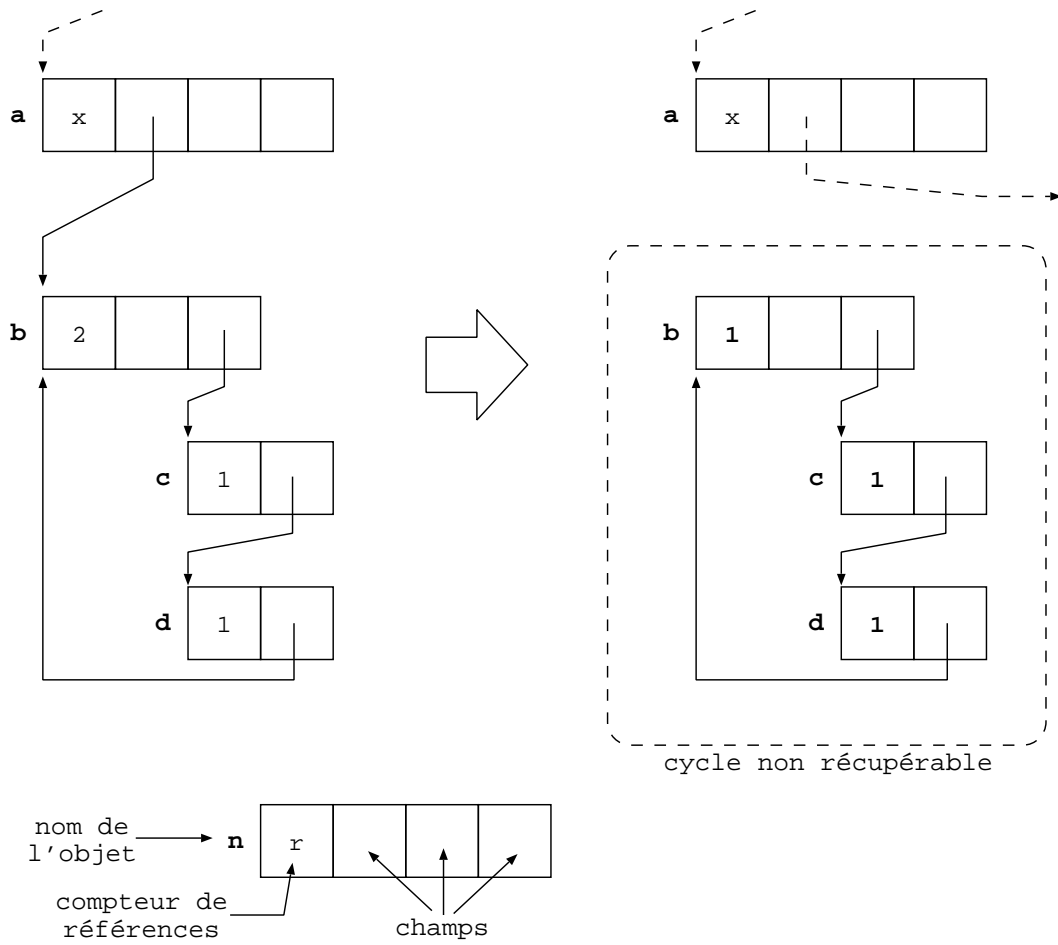 a x
a x
b 2
b 1
c 1
c 1
d 1
d 1
cycle non récupérable
nom de
l'objet
n r
compteur de
références
champs